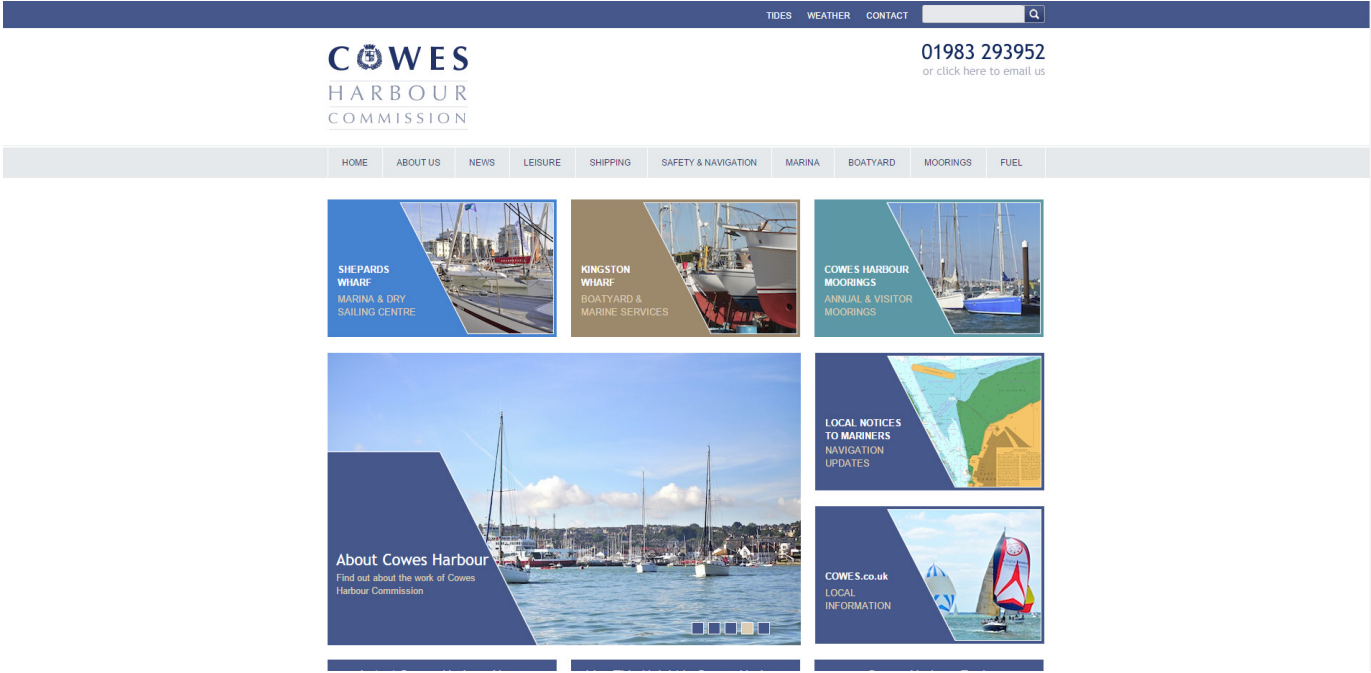 TIDES WEATHER CONTACT
COWES
HARBOUR
COMMISSION
01983 293952
or click here to email us
HOME ABOUT US NEWS LEISURE SHIPPING SAFETY & NAVIGATION MARINA BOATYARD MOORINGS FUEL
SHEPARDS
WHARF
MARINA & DRY
SAILING CENTRE
KINGSTON
WHARF
BOATYARD &
MARINE SERVICES
COWES HARBOUR
MOORINGS
ANNUAL & VISITOR
MOORINGS
About Cowes Harbour
Find out about the work of Cowes
Harbour Commission
LOCAL NOTICES
TO MARINERS
NAVIGATION
UPDATES
COWES.co.uk
LOCAL
INFORMATION